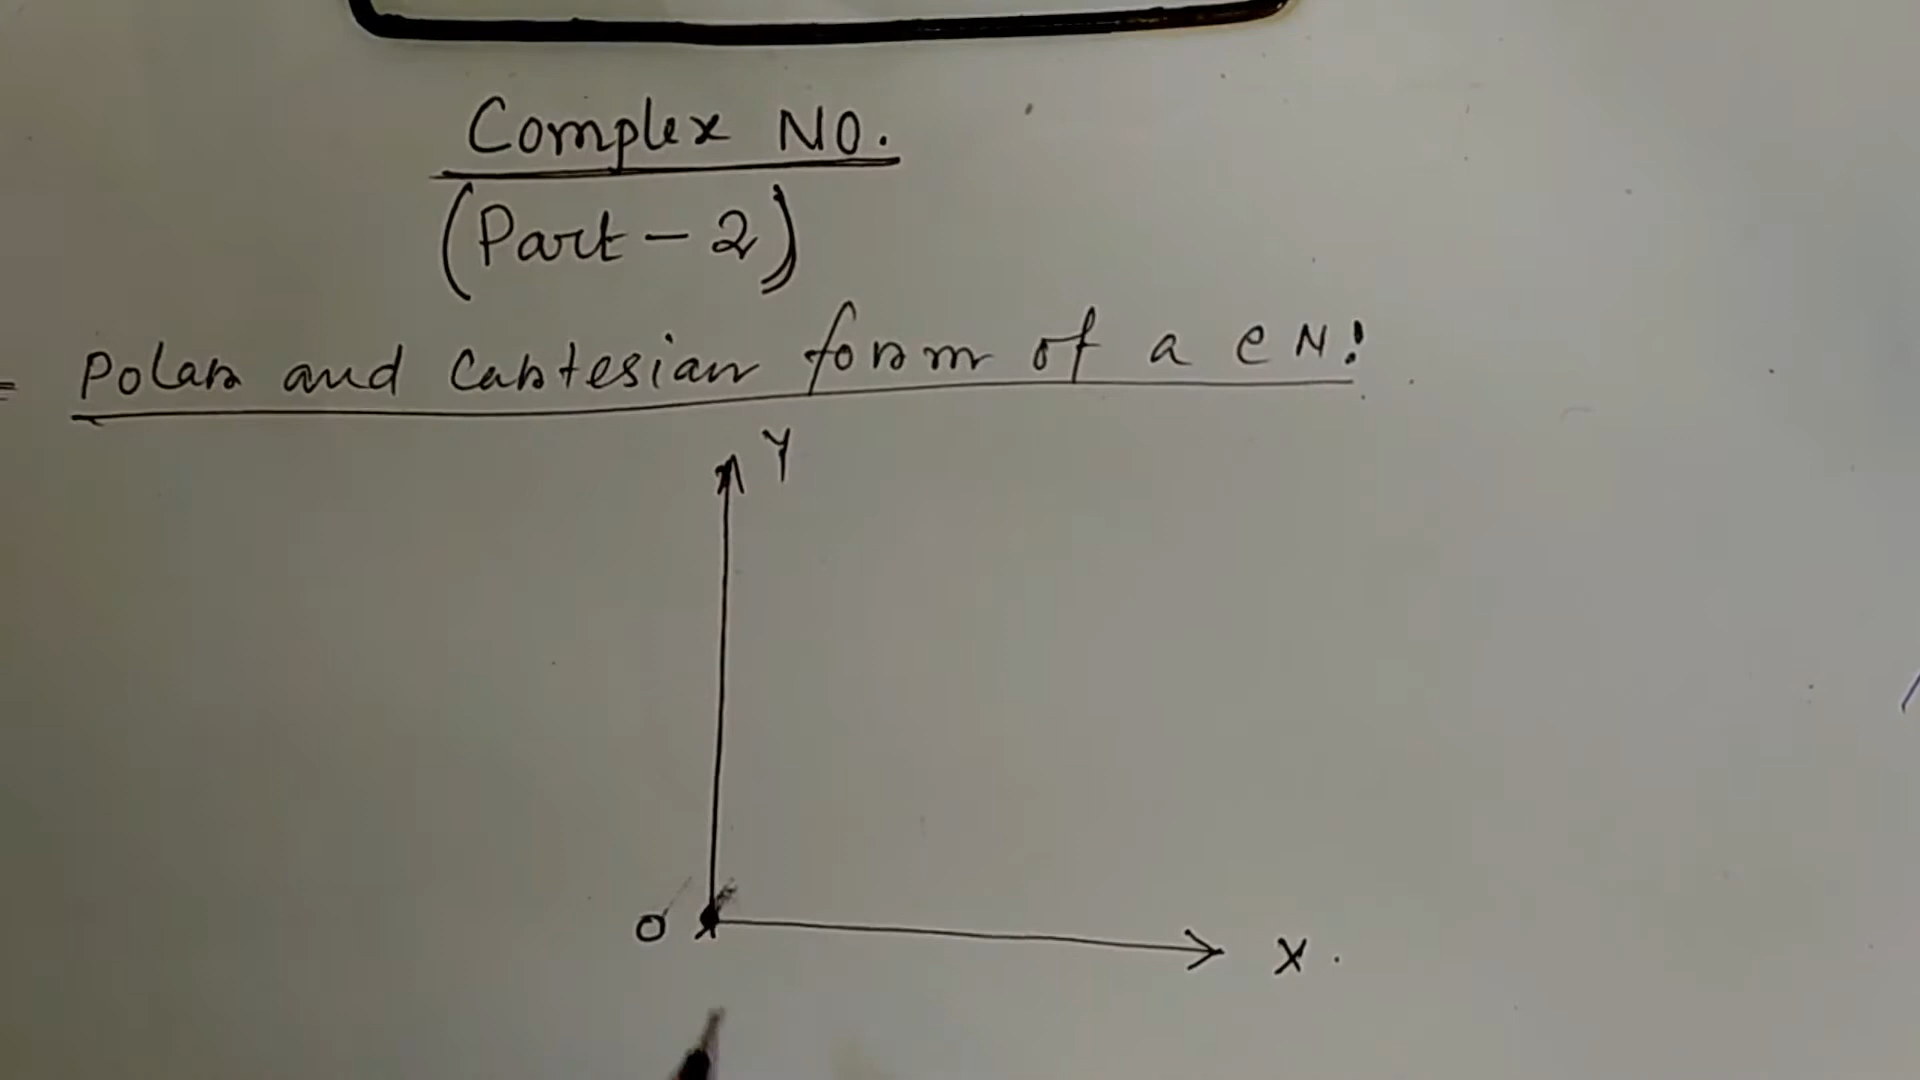 Complex NO.
(Part - 2)
Polar and Cartesian form of a CN:
Y
O
X.